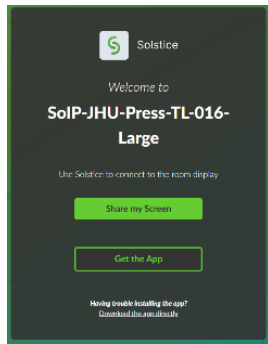 Solstice
Welcome to
SoIP-JHU-Press-TL-016-
Large
Use Solstice to connect to the room display
Share my Screen
Get the App
Having trouble installing the app?
Download the app directly